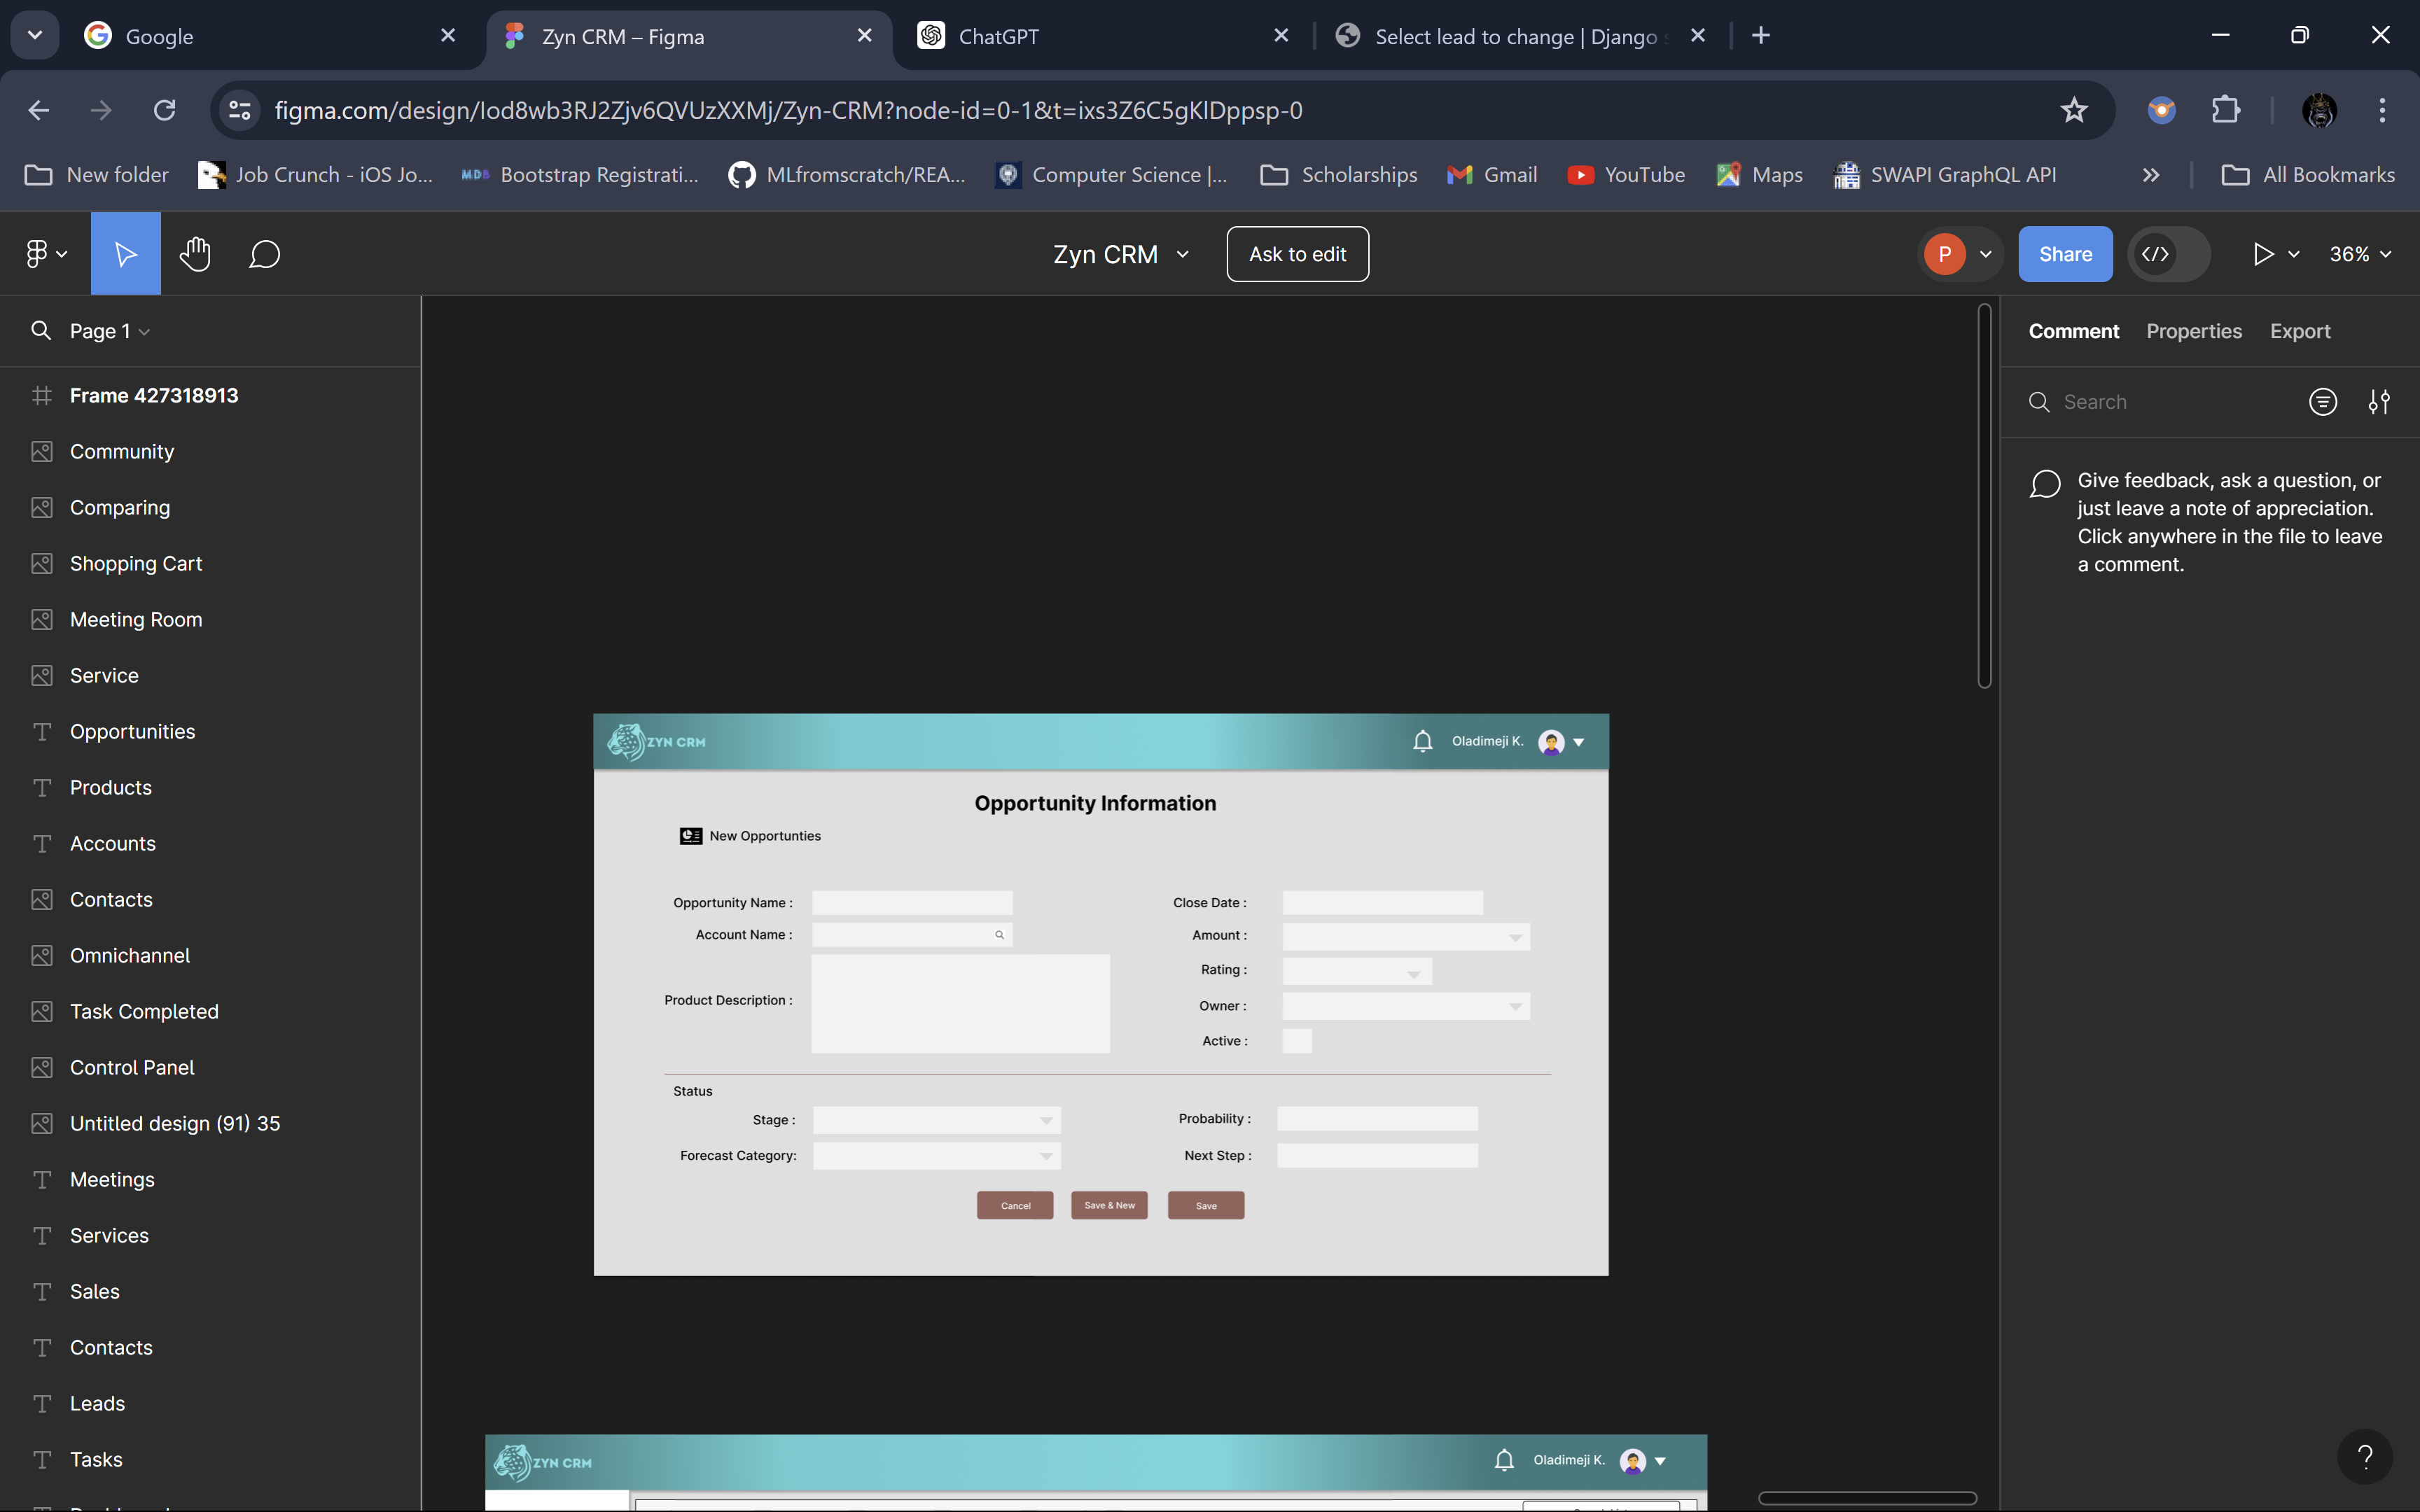 Google
Zyn CRM – Figma
ChatGPT
Select lead to change | Django s
figma.com/design/lod8wb3RJ2Zjv6QVUzXXMj/Zyn-CRM?node-id=0-1&t=ixs3Z6C5gKlDppsp-0
New folder
Job Crunch - iOS Jo...
MDB
Bootstrap Registrati...
MLfromscratch/REA...
Computer Science |...
Scholarships
Gmail
YouTube
Maps
SWAPI GraphQL API
All Bookmarks
Zyn CRM
Ask to edit
P
Share
36%
Page 1
Frame 427318913
Community
Comparing
Shopping Cart
Meeting Room
Service
Opportunities
Products
Accounts
Contacts
Omnichannel
Task Completed
Control Panel
Untitled design (91) 35
Meetings
Services
Sales
Contacts
Leads
Tasks
ZYN CRM
Oladimeji K.
Opportunity Information
New Opportunties
Opportunity Name :
Close Date :
Account Name :
Amount :
Rating :
Product Description :
Owner :
Active :
Status
Stage :
Probability :
Forecast Category:
Next Step :
Cancel
Save & New
Save
ZYN CRM
Oladimeji K.
Comment
Properties
Export
Search
Give feedback, ask a question, or
just leave a note of appreciation.
Click anywhere in the file to leave
a comment.
?